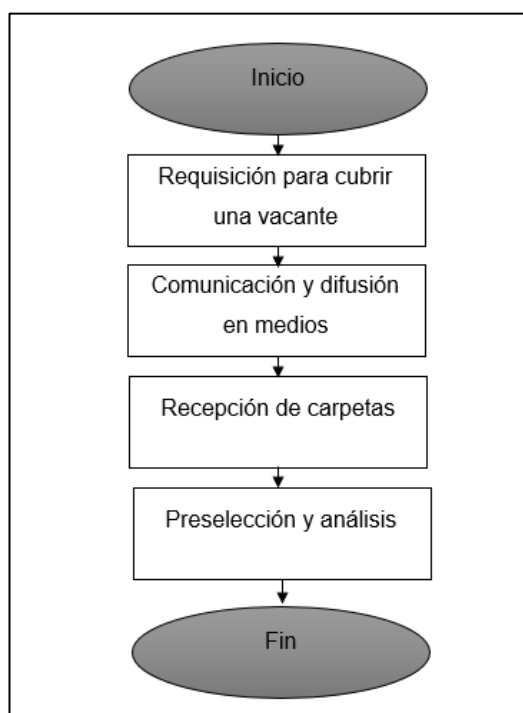 Inicio
Requisición para cubrir
una vacante
Comunicación y difusión
en medios
Recepción de carpetas
Preselección y análisis
Fin